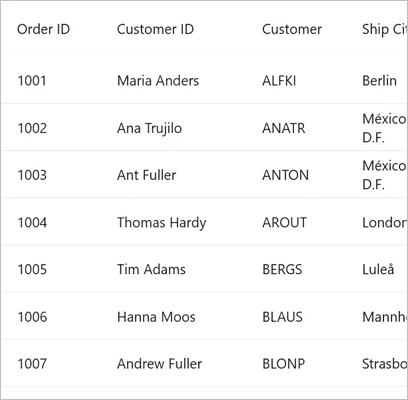 Order ID Customer ID Customer Ship Cit
1001 Maria Anders ALFKI Berlin
1002 Ana Trujilo ANATR México
D.F.
1003 Ant Fuller ANTON México
D.F.
1004 Thomas Hardy AROUT London
1005 Tim Adams BERGS Luleå
1006 Hanna Moos BLAUS Mannh
1007 Andrew Fuller BLONP Strasbo